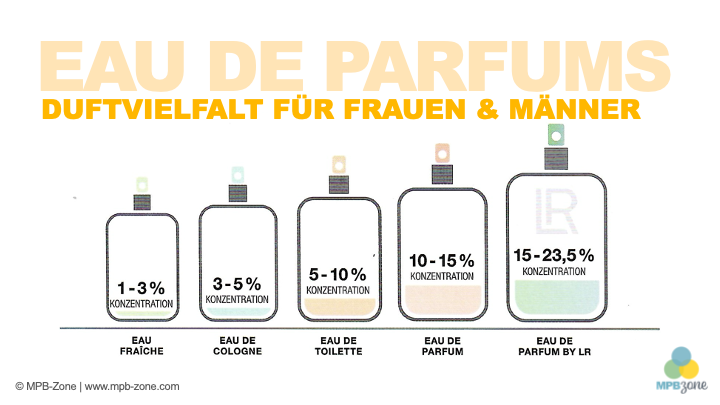 EAU DE PARFUMS
DUFTVIELFALT FÜR FRAUEN & MÄNNER
LR
1-3%
KONZENTRATION
3-5%
KONZENTRATION
5-10%
KONZENTRATION
10-15%
KONZENTRATION
15-23,5%
KONZENTRATION
EAU
FRAÎCHE
EAU DE
COLOGNE
EAU DE
TOILETTE
EAU DE
PARFUM
EAU DE
PARFUM BY LR
© MPB-Zone | www.mpb-zone.com
MPBzone